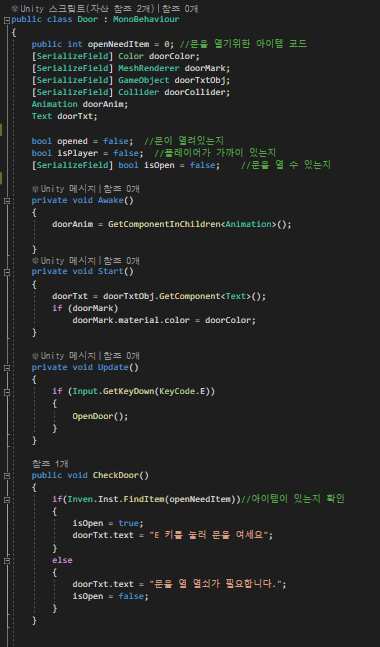 Unity 스크립트(자산 참조 2개)|참조 0개
public class Door : MonoBehaviour
{
public int openNeedItem = 0; //문을 열기위한 아이템 코드
[SerializeField] Color doorColor;
[SerializeField] MeshRenderer doorMark;
[SerializeField] GameObject doorTxtObj;
[SerializeField] Collider doorCollider;
Animation doorAnim;
Text doorTxt;
bool opened = false; //문이 열려있는지
bool isPlayer = false; //플레이어가 가까이 있는지
[SerializeField] bool isOpen = false; //문을 열 수 있는지
Unity 메시지|참조 0개
private void Awake()
{
doorAnim = GetComponentInChildren<Animation>();
}
Unity 메시지|참조 0개
private void Start()
{
doorTxt = doorTxtObj.GetComponent<Text>();
if (doorMark)
doorMark.material.color = doorColor;
}
Unity 메시지|참조 0개
private void Update()
{
if (Input.GetKeyDown(KeyCode.E))
{
OpenDoor();
}
}
참조 1개
public void CheckDoor()
{
if(Inven.Inst.FindItem(openNeedItem))//아이템이 있는지 확인
{
isOpen = true;
doorTxt.text = "E 키를 눌러 문을 여세요";
}
else
{
doorTxt.text = "문을 열 열쇠가 필요합니다.";
isOpen = false;
}
}